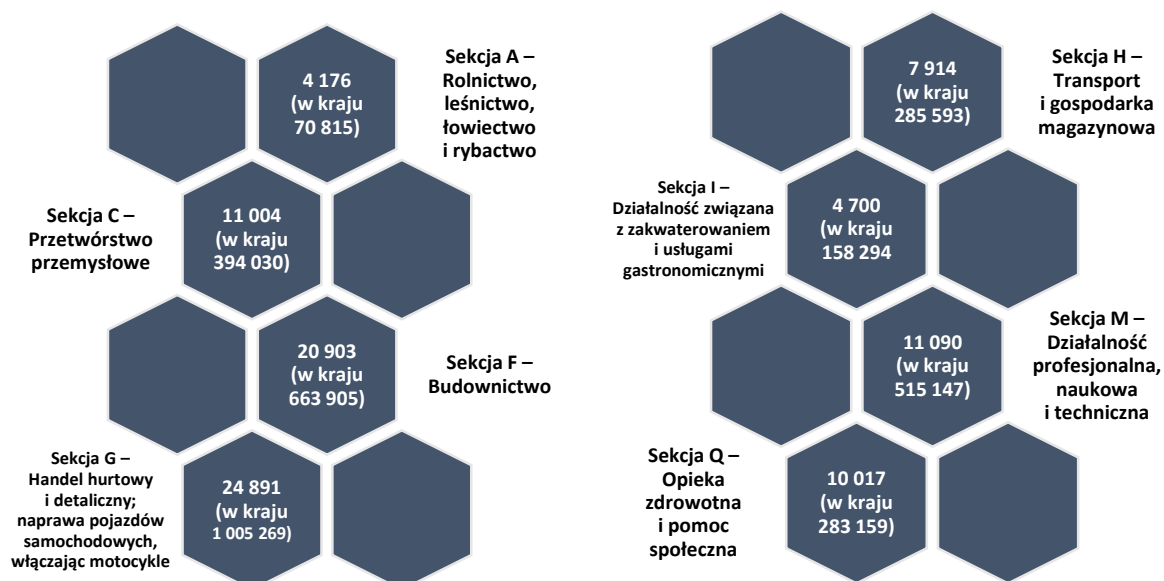 4 176
(w kraju
70 815)
Sekcja A –
Rolnictwo,
leśnictwo,
łowiectwo
i rybactwo
Sekcja C –
Przetwórstwo
przemysłowe
11 004
(w kraju
394 030)
20 903
(w kraju
663 905)
Sekcja F –
Budownictwo
Sekcja G –
Handel hurtowy
i detaliczny;
naprawa pojazdów
samochodowych,
włączając motocykle
24 891
(w kraju
1 005 269)
7 914
(w kraju
285 593)
Sekcja H –
Transport
i gospodarka
magazynowa
Sekcja I –
Działalność związana
z zakwaterowaniem
i usługami
gastronomicznymi
4 700
(w kraju
158 294
11 090
(w kraju
515 147)
Sekcja M –
Działalność
profesjonalna,
naukowa
i techniczna
Sekcja Q –
Opieka
zdrowotna
i pomoc
społeczna
10 017
(w kraju
283 159)